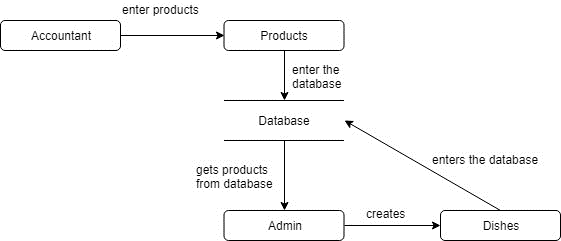 enter products
Accountant
Products
enter the
database
Database
enters the database
gets products
from database
creates
Admin
Dishes